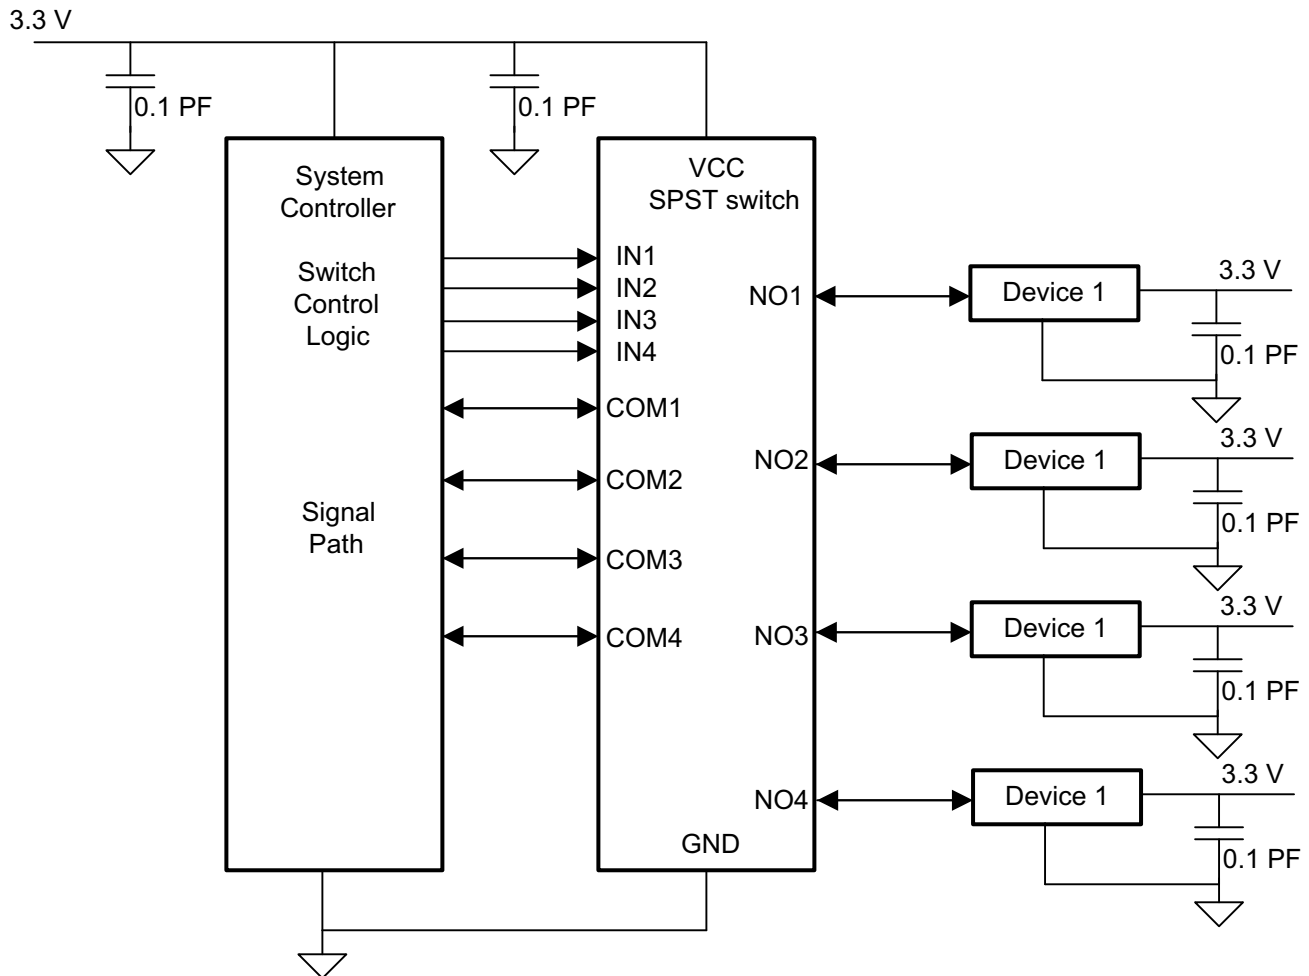 3.3 V
0.1 PF
0.1 PF
System
Controller
Switch
Control
Logic
Signal
Path
VCC
SPST switch
IN1
IN2
IN3
IN4
COM1
COM2
COM3
COM4
NO1
NO2
NO3
NO4
GND
Device 1
3.3 V
0.1 PF
Device 1
3.3 V
0.1 PF
Device 1
3.3 V
0.1 PF
Device 1
3.3 V
0.1 PF